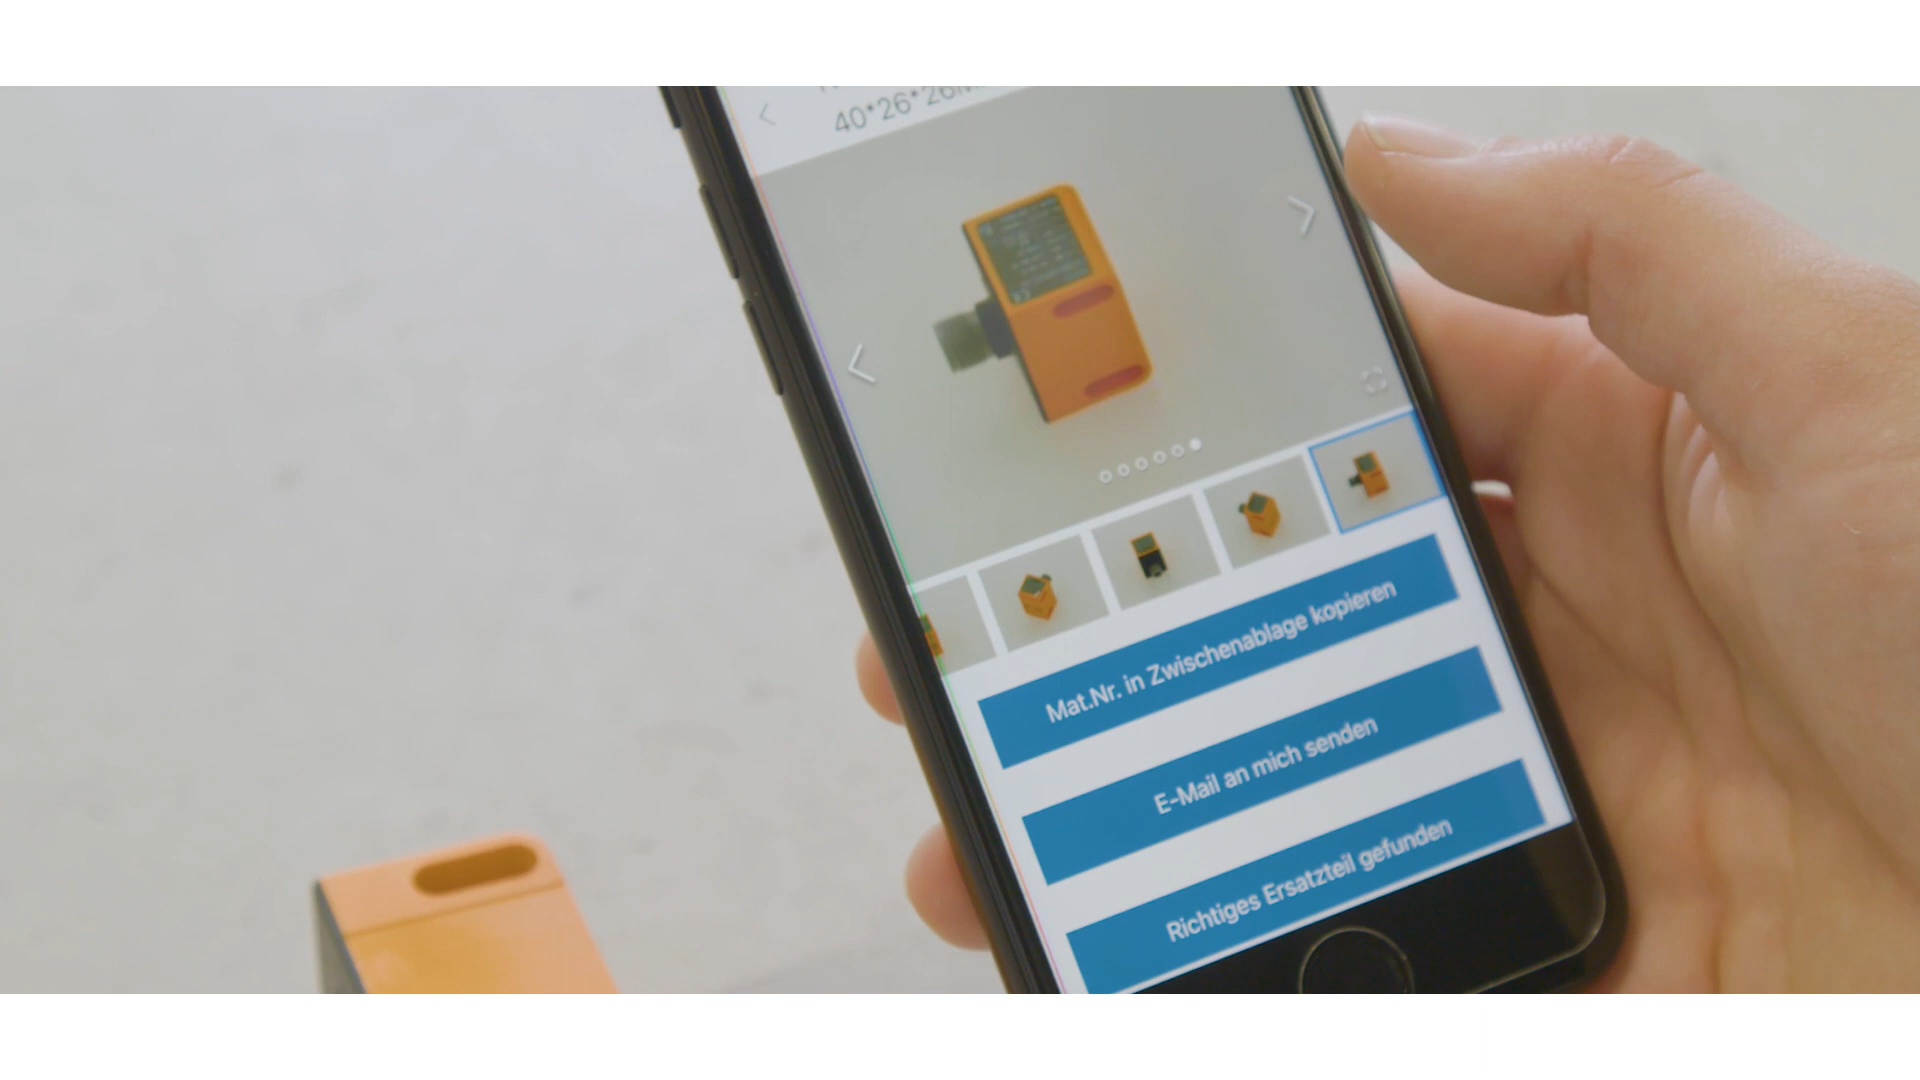 40*26*26
Mat.Nr. in Zwischenablage kopieren
E-Mail an mich senden
Richtiges Ersatzteil gefunden